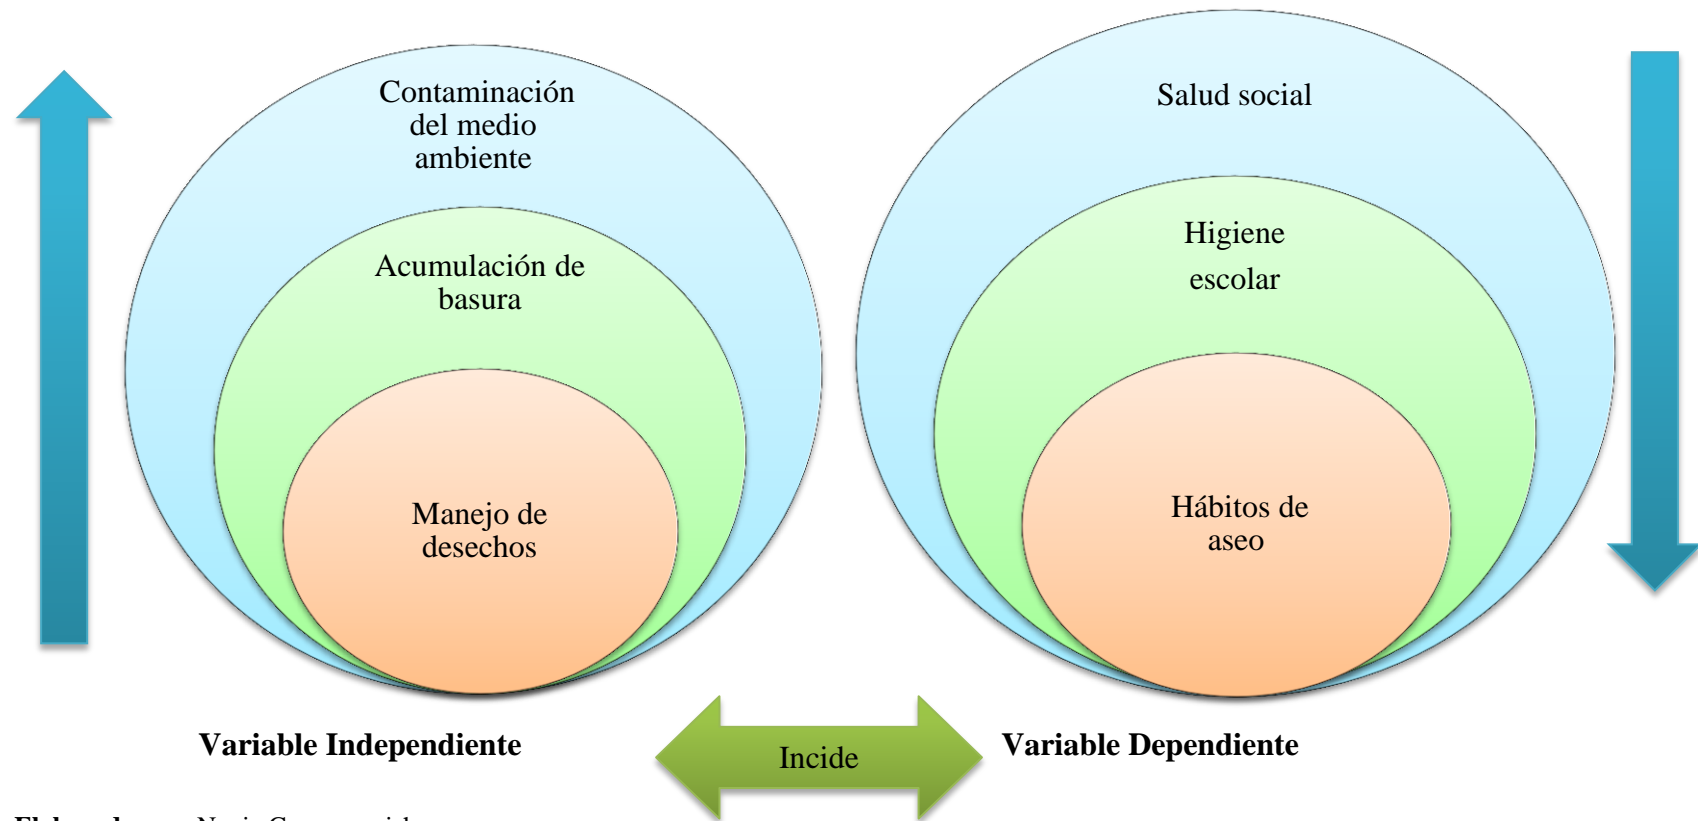 Contaminación
del medio
ambiente
Acumulación de
basura
Manejo de
desechos
Salud social
Higiene
escolar
Hábitos de
aseo
Variable Independiente
Incide
Variable Dependiente